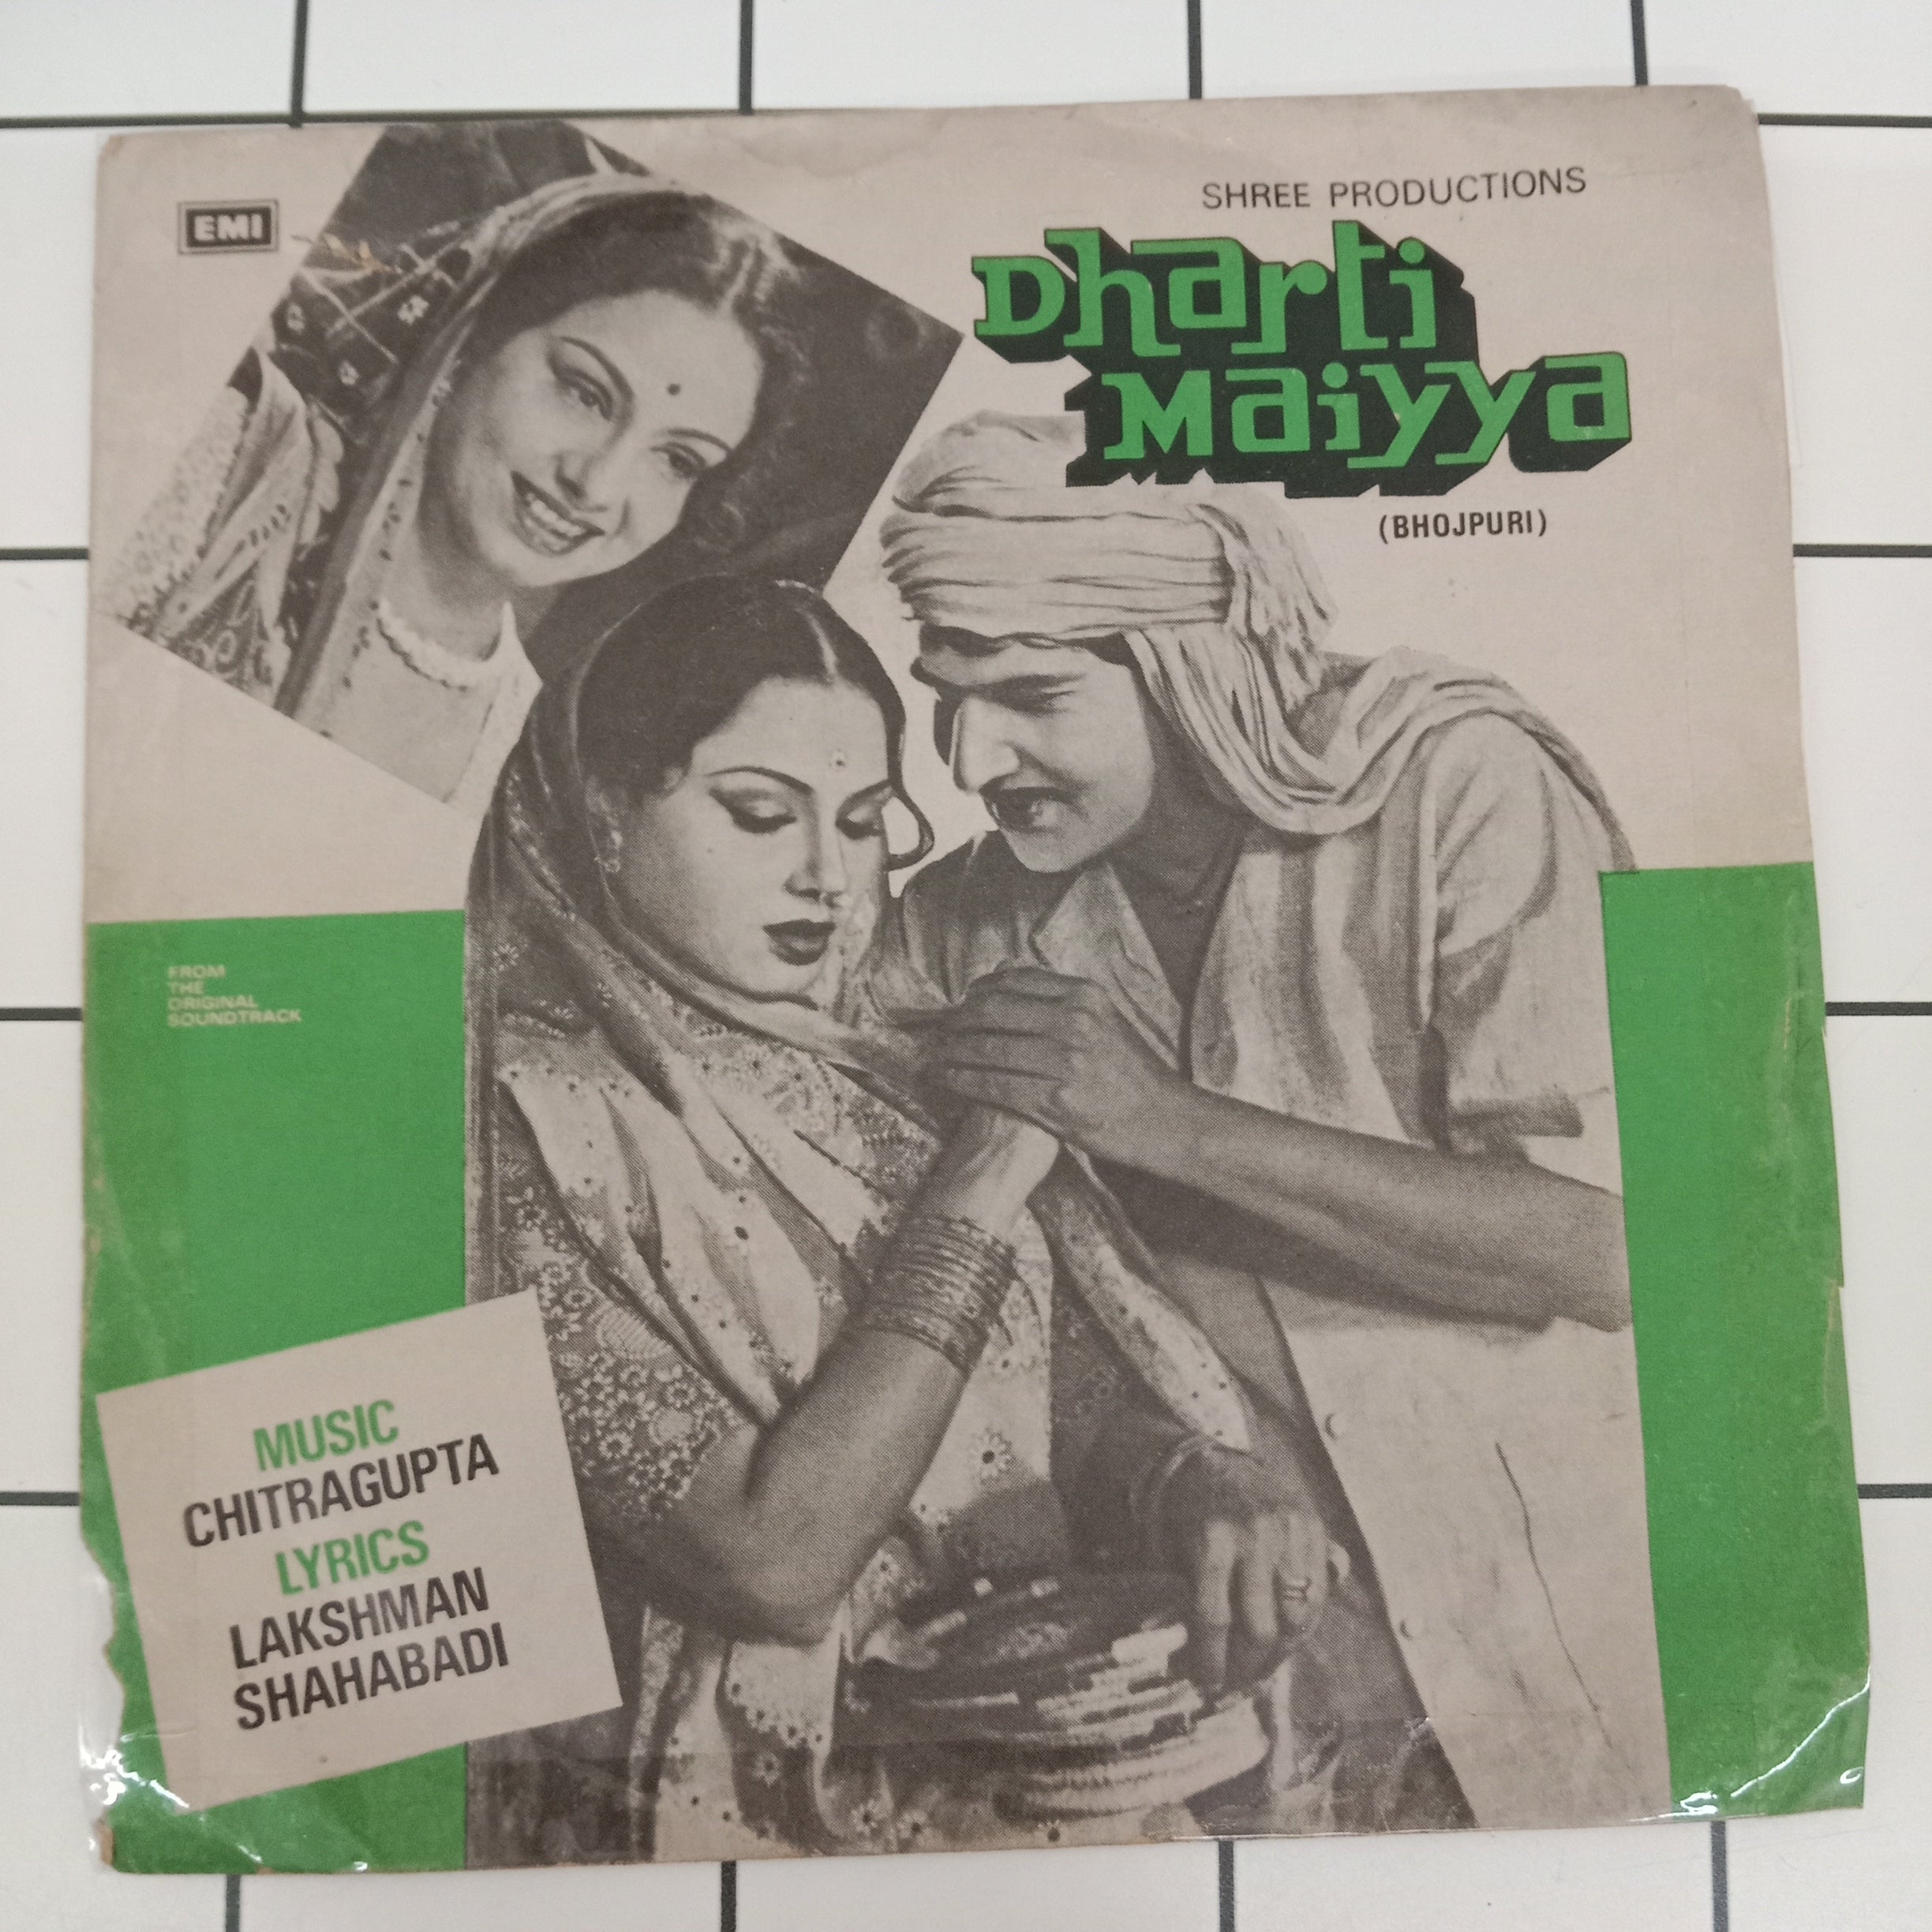 EMI
SHREE PRODUCTIONS
Dharti
Maiyya
(BHOJPURI)
FROM
THE
ORIGINAL
SOUNDTRACK
MUSIC
CHITRAGUPTA
LYRICS
LAKSHMAN
SHAHABADI